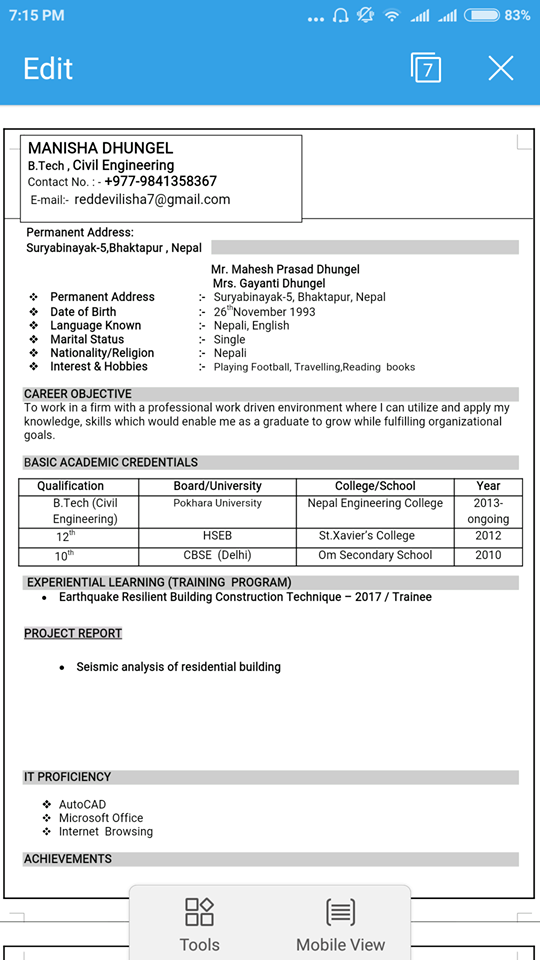 7:15 PM
83%
Edit
7
MANISHA DHUNGEL
B.Tech , Civil Engineering
Contact No. : - +977-9841358367
E-mail:- reddevilisha7@gmail.com
Permanent Address:
Suryabinayak-5,Bhaktapur , Nepal
Mr. Mahesh Prasad Dhungel
Mrs. Gayanti Dhungel
❖ Permanent Address :- Suryabinayak-5, Bhaktapur, Nepal
❖ Date of Birth :- 26th November 1993
❖ Language Known :- Nepali, English
❖ Marital Status :- Single
❖ Nationality/Religion :- Nepali
❖ Interest & Hobbies :- Playing Football, Travelling,Reading books
CAREER OBJECTIVE
To work in a firm with a professional work driven environment where I can utilize and apply my
knowledge, skills which would enable me as a graduate to grow while fulfilling organizational
goals.
BASIC ACADEMIC CREDENTIALS
Qualification Board/University College/School Year
B.Tech (Civil Pokhara University Nepal Engineering College 2013-
Engineering) ongoing
12th HSEB St.Xavier's College 2012
10th CBSE (Delhi) Om Secondary School 2010
EXPERIENTIAL LEARNING (TRAINING PROGRAM)
• Earthquake Resilient Building Construction Technique – 2017 / Trainee
PROJECT REPORT
• Seismic analysis of residential building
IT PROFICIENCY
❖ AutoCAD
❖ Microsoft Office
❖ Internet Browsing
ACHIEVEMENTS
Tools Mobile View